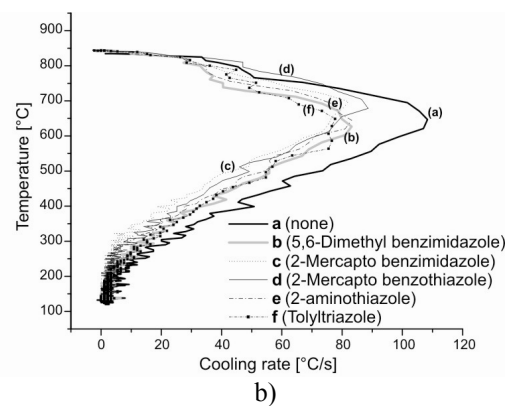 900
800
700
600
500
400
300
200
100
Temperature [°C]
(d)
(a)
(e)
(f)
(b)
(c)
a (none)
b (5,6-Dimethyl benzimidazole)
c (2-Mercapto benzimidazole)
d (2-Mercapto benzothiazole)
e (2-aminothiazole)
f (Tolyltriazole)
0 20 40 60 80 100 120
Cooling rate [°C/s]
b)